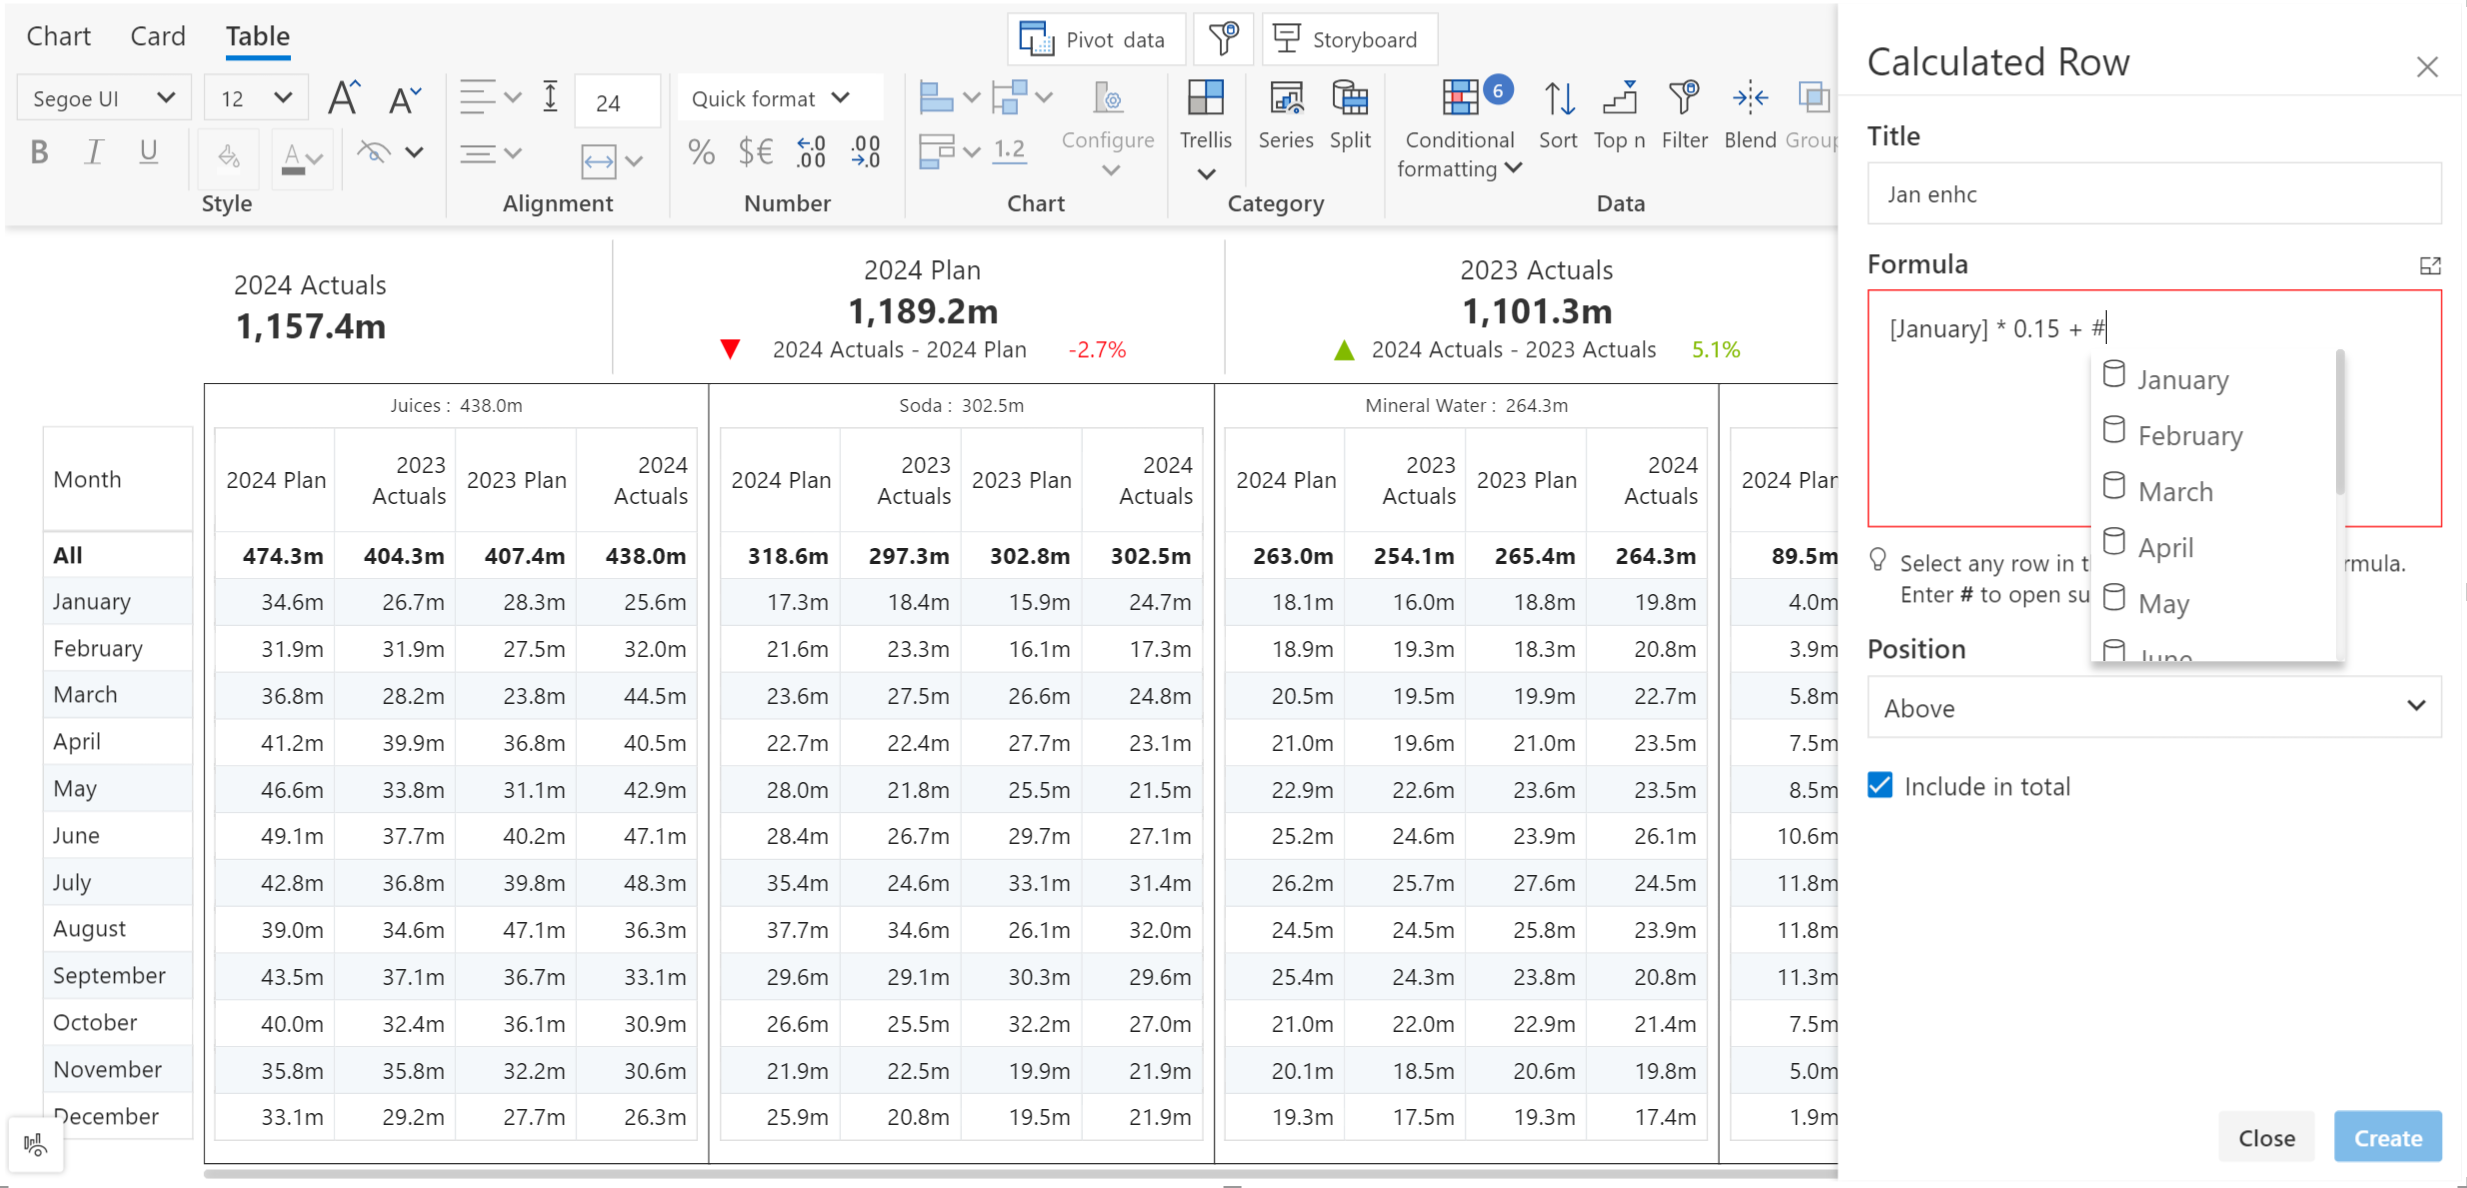 Chart Card Table
Pivot data Storyboard
Segoe UI 12 A A 24 Quick format
B I U A % $€ .0 .00 .00 .0 1.2
Configure Trellis Series Split Conditional formatting 6 Sort Top n Filter Blend Group
Style Alignment Number Chart Category Data
2024 Actuals
1,157.4m
2024 Plan
1,189.2m
2024 Actuals - 2024 Plan -2.7%
2023 Actuals
1,101.3m
2024 Actuals - 2023 Actuals 5.1%
Juices : 438.0m Soda : 302.5m Mineral Water : 264.3m
Month 2024 Plan 2023 Actuals 2023 Plan 2024 Actuals 2024 Plan 2023 Actuals 2023 Plan 2024 Actuals 2024 Plan 2023 Actuals 2023 Plan 2024 Actuals 2024 Plan
All 474.3m 404.3m 407.4m 438.0m 318.6m 297.3m 302.8m 302.5m 263.0m 254.1m 265.4m 264.3m 89.5m
January 34.6m 26.7m 28.3m 25.6m 17.3m 18.4m 15.9m 24.7m 18.1m 16.0m 18.8m 19.8m 4.0m
February 31.9m 31.9m 27.5m 32.0m 21.6m 23.3m 16.1m 17.3m 18.9m 19.3m 18.3m 20.8m 3.9m
March 36.8m 28.2m 23.8m 44.5m 23.6m 27.5m 26.6m 24.8m 20.5m 19.5m 19.9m 22.7m 5.8m
April 41.2m 39.9m 36.8m 40.5m 22.7m 22.4m 27.7m 23.1m 21.0m 19.6m 21.0m 23.5m 7.5m
May 46.6m 33.8m 31.1m 42.9m 28.0m 21.8m 25.5m 21.5m 22.9m 22.6m 23.6m 23.5m 8.5m
June 49.1m 37.7m 40.2m 47.1m 28.4m 26.7m 29.7m 27.1m 25.2m 24.6m 23.9m 26.1m 10.6m
July 42.8m 36.8m 39.8m 48.3m 35.4m 24.6m 33.1m 31.4m 26.2m 25.7m 27.6m 24.5m 11.8m
August 39.0m 34.6m 47.1m 36.3m 37.7m 34.6m 26.1m 32.0m 24.5m 24.5m 25.8m 23.9m 11.8m
September 43.5m 37.1m 36.7m 33.1m 29.6m 29.1m 30.3m 29.6m 25.4m 24.3m 23.8m 20.8m 11.3m
October 40.0m 32.4m 36.1m 30.9m 26.6m 25.5m 32.2m 27.0m 21.0m 22.0m 22.9m 21.4m 7.5m
November 35.8m 35.8m 32.2m 30.6m 21.9m 22.5m 19.9m 21.9m 20.1m 18.5m 20.6m 19.8m 5.0m
December 33.1m 29.2m 27.7m 26.3m 25.9m 20.8m 19.5m 21.9m 19.3m 17.5m 19.3m 17.4m 1.9m
Calculated Row
Title
Jan enhc
Formula
[January] * 0.15 + #
January
February
March
April
May
June
Select any row in t rmula.
Enter # to open su
Position
Above
Include in total
Close Create